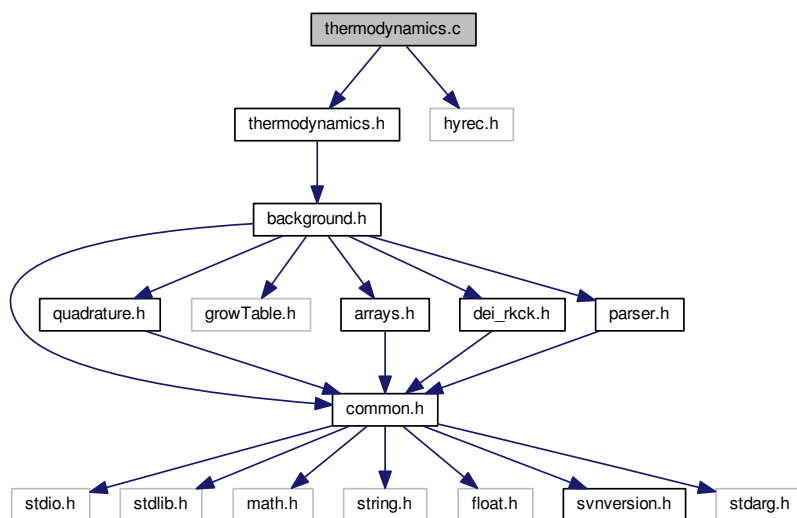 thermodynamics.c
thermodynamics.h
hyrec.h
background.h
quadrature.h
growTable.h
arrays.h
dei_rkck.h
parser.h
common.h
stdio.h
stdlib.h
math.h
string.h
float.h
svnversion.h
stdarg.h